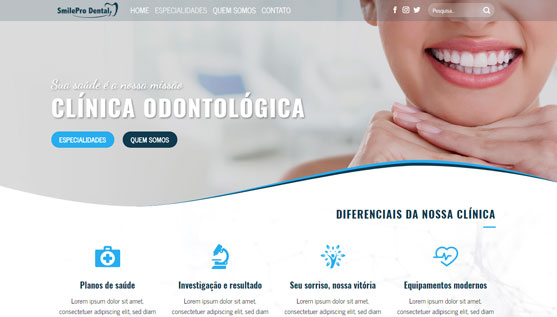 SmilePro Dental
HOME ESPECIALIDADES QUEM SOMOS CONTATO
Pesquisa...
Sua saúde é a nossa missão
CLÍNICA ODONTOLÓGICA
ESPECIALIDADES QUEM SOMOS
DIFERENCIAIS DA NOSSA CLÍNICA
Planos de saúde Investigação e resultado Seu sorriso, nossa vitória Equipamentos modernos
Lorem ipsum dolor sit amet, Lorem ipsum dolor sit amet, Lorem ipsum dolor sit amet, Lorem ipsum dolor sit amet,
consectetuer adipiscing elit, sed diam consectetuer adipiscing elit, sed diam consectetuer adipiscing elit, sed diam consectetuer adipiscing elit, sed diam